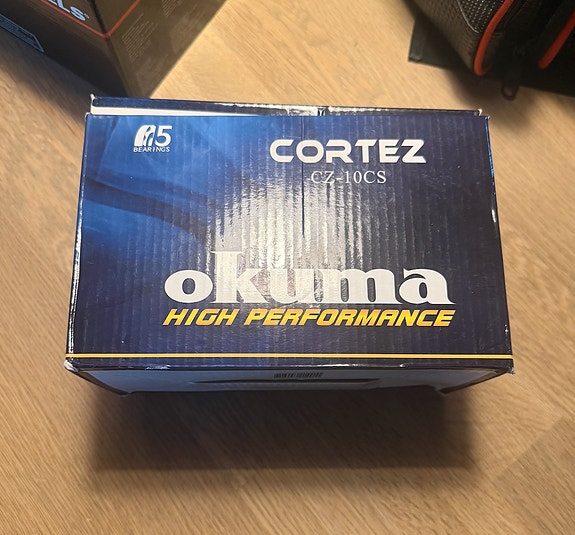 5
BEARINGS
CORTEZ
CZ-10CS
okuma
HIGH PERFORMANCE